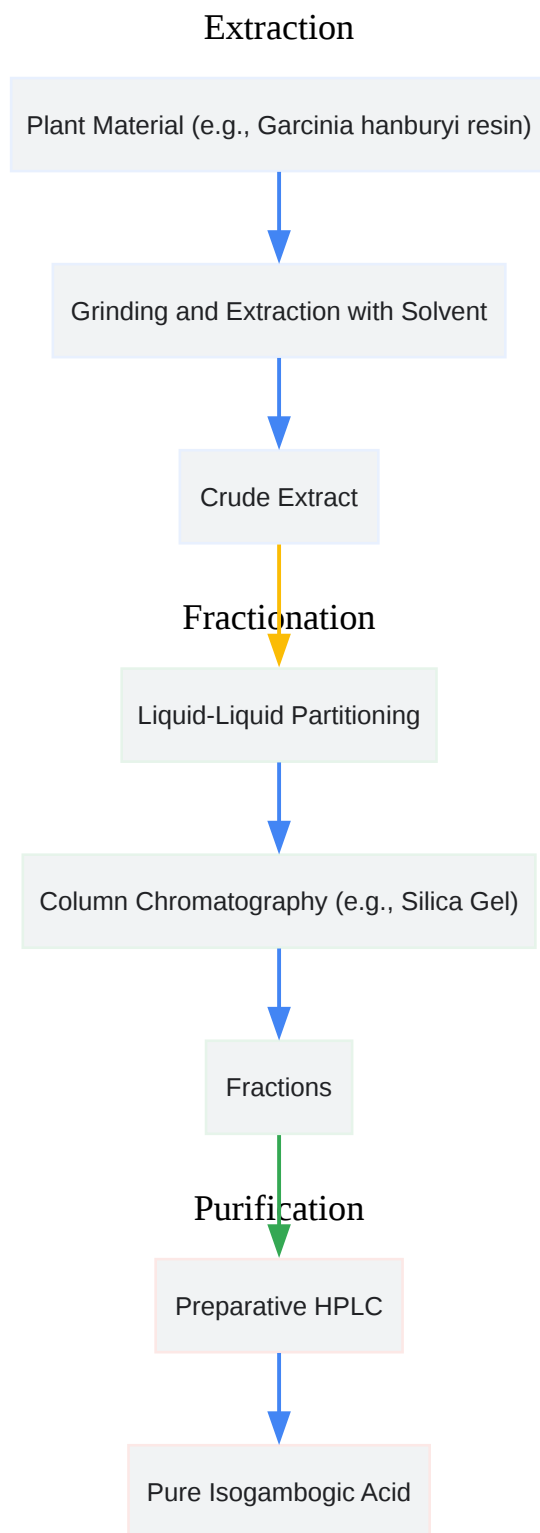 Extraction
Plant Material (e.g., Garcinia hanburyi resin)
Grinding and Extraction with Solvent
Crude Extract
Fractionation
Liquid-Liquid Partitioning
Column Chromatography (e.g., Silica Gel)
Fractions
Purification
Preparative HPLC
Pure Isogambogic Acid